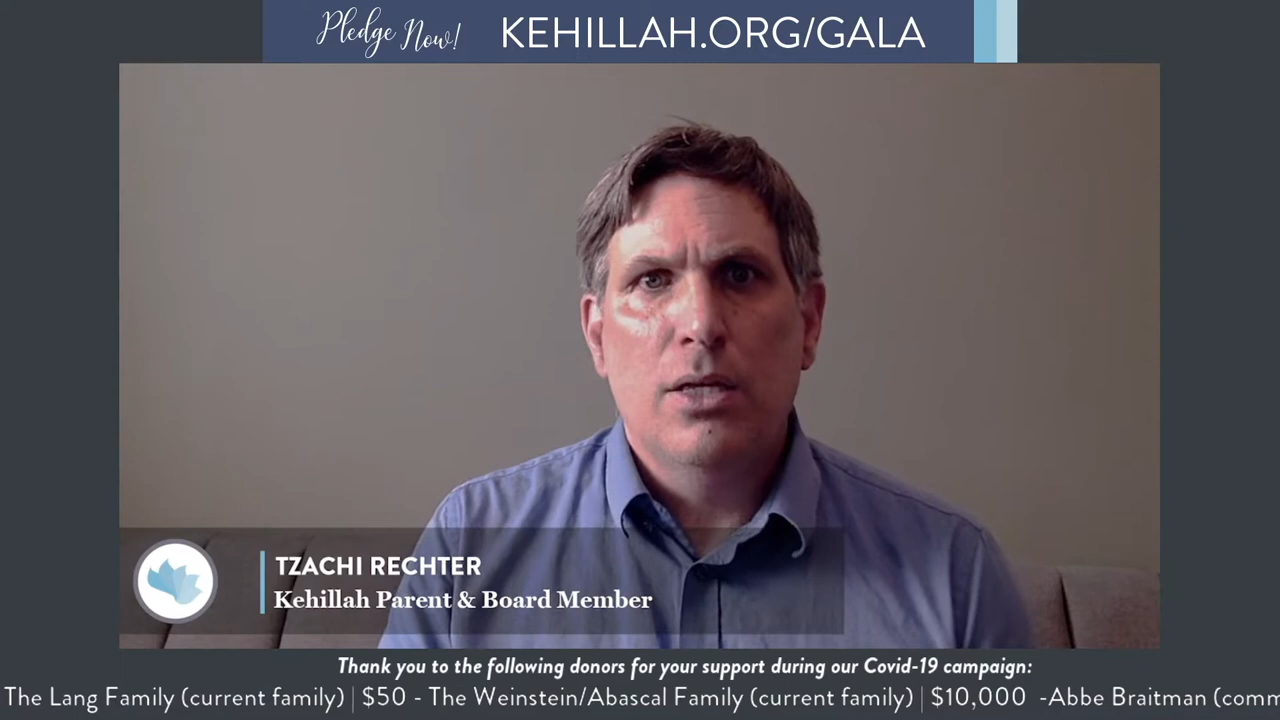 Pledge Now! KEHILLAH.ORG/GALA
TZACHI RECHTER
Kehillah Parent & Board Member
Thank you to the following donors for your support during our Covid-19 campaign:
The Lang Family (current family) | $50 - The Weinstein/Abascal Family (current family) | $10,000 -Abbe Braitman (comm